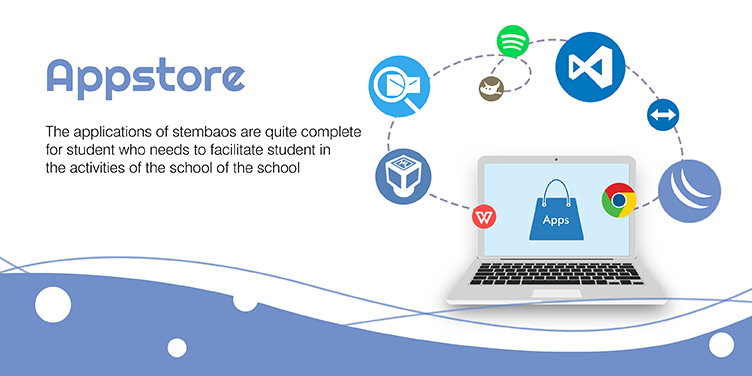 Appstore
The applications of stembaos are quite complete
for student who needs to facilitate student in
the activities of the school of the school
Apps